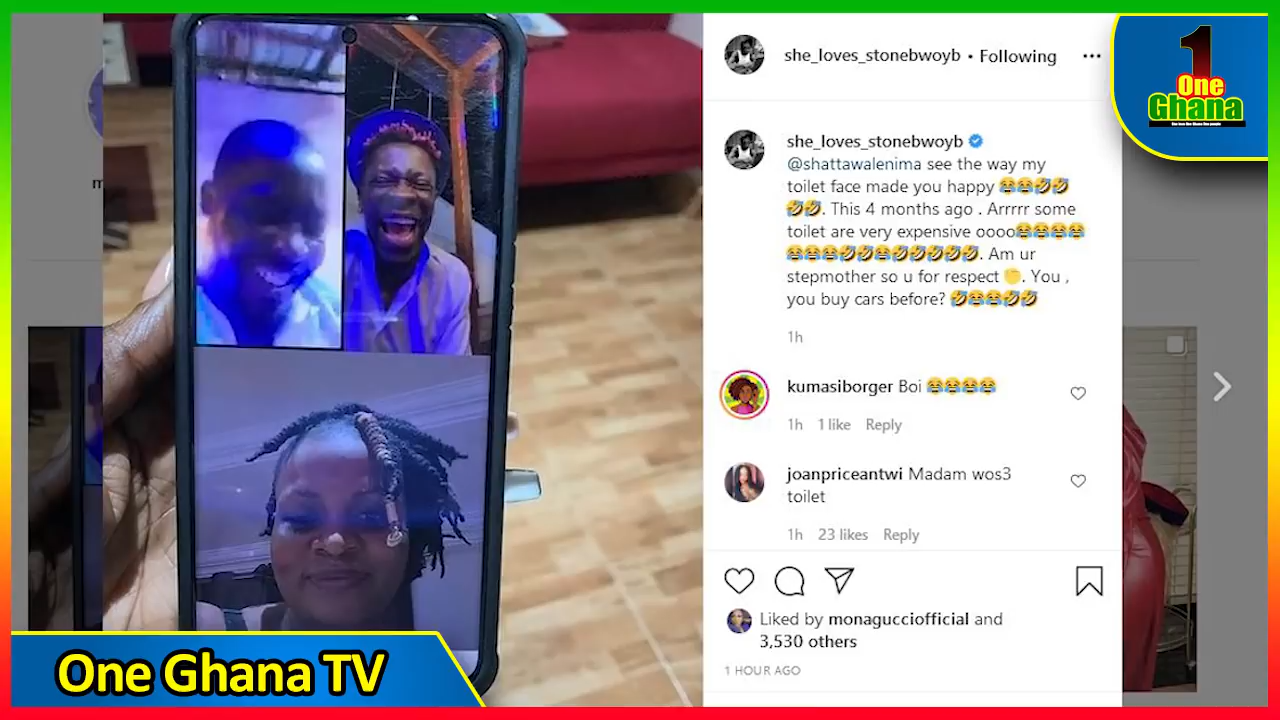 she_loves_stonebwoyb • Following
1
One
Ghana
she_loves_stonebwoyb
@shattawalenima see the way my
toilet face made you happy 😂😂🤣🤣
🤣🤣. This 4 months ago . Arrrrr some
toilet are very expensive oooo😂😂😂😂
😂😂😂🤣🤣😂🤣🤣🤣🤣🤣. Am ur
stepmother so u for respect 👊. You ,
you buy cars before? 🤣😂😂🤣🤣
1h
kumasiborger Boi 😂😂😂😂
1h 1 like Reply
joanpriceantwi Madam wos3
toilet
1h 23 likes Reply
Liked by monagucciofficial and
3,530 others
1 HOUR AGO
One Ghana TV